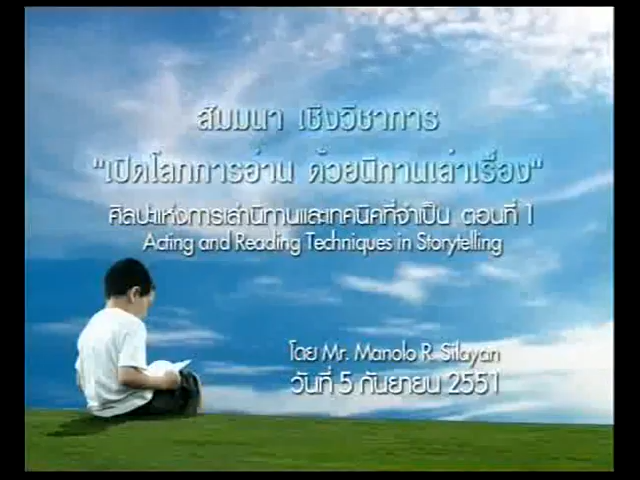 สัมมนา เชิงวิชาการ
"เปิดโลกการอ่าน ด้วยนิทานเล่าเรื่อง"
ศิลปะแห่งการเล่านิทานและเทคนิคที่จำเป็น ตอนที่ 1
Acting and Reading Techniques in Storytelling
โดย Mr. Manolo R. Silayan
วันที่ 5 กันยายน 2551